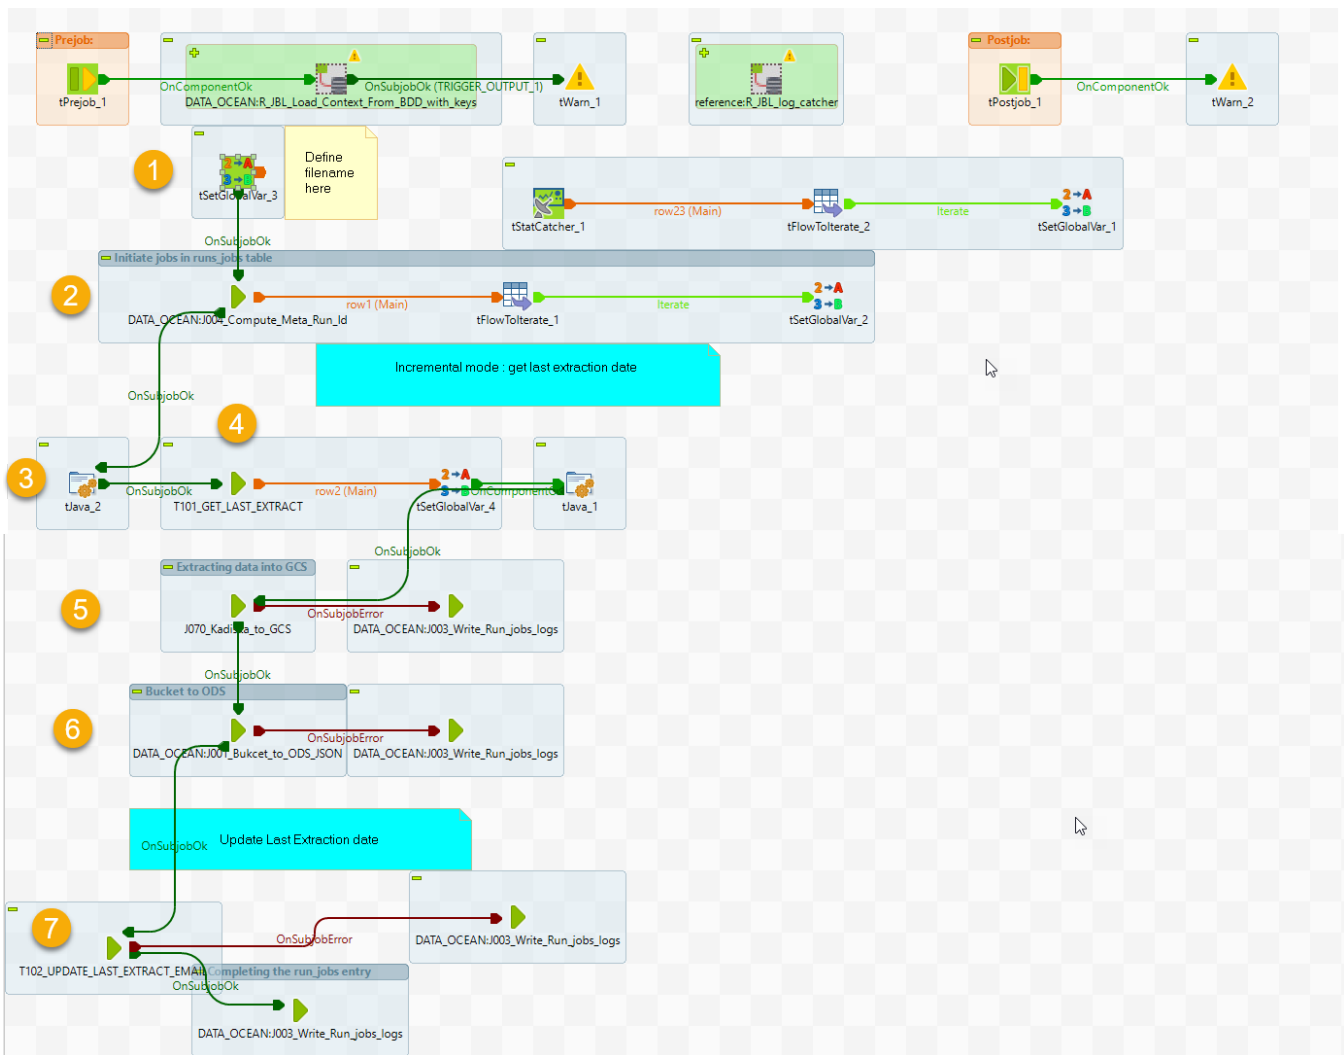 Prejob:
Postjob:
OnComponentOk
OnSubjobOk (TRIGGER_OUTPUT_1)
OnComponentOk
tPrejob_1
DATA_OCEAN:R_JBL_Load_Context_From_BDD_with_keys
tWarn_1
reference:R_JBL_log_catcher
tPostjob_1
tWarn_2
1
Define
filename
here
tSetGlobalVar_3
row23 (Main)
Iterate
tStatCatcher_1
tFlowToIterate_2
tSetGlobalVar_1
OnSubjobOk
Initiate jobs in runs_jobs table
2
row1 (Main)
Iterate
DATA_OCEAN:J004_Compute_Meta_Run_Id
tFlowToIterate_1
tSetGlobalVar_2
Incremental mode : get last extraction date
OnSubjobOk
4
3
OnSubjobOk
row2 (Main)
OnComponentOk
tJava_2
T101_GET_LAST_EXTRACT
tSetGlobalVar_4
tJava_1
OnSubjobOk
Extracting data into GCS
5
OnSubjobError
J070_Kadiska_to_GCS
DATA_OCEAN:J003_Write_Run_jobs_logs
OnSubjobOk
Bucket to ODS
6
OnSubjobError
DATA_OCEAN:J001_Bukcet_to_ODS_JSON
DATA_OCEAN:J003_Write_Run_jobs_logs
Update Last Extraction date
OnSubjobOk
7
OnSubjobError
DATA_OCEAN:J003_Write_Run_jobs_logs
T102_UPDATE_LAST_EXTRACT_EMAIL
Completing the run_jobs entry
OnSubjobOk
DATA_OCEAN:J003_Write_Run_jobs_logs